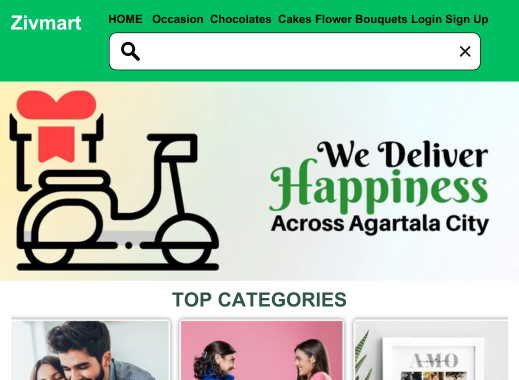 Zivmart
HOME Occasion Chocolates Cakes Flower Bouquets Login Sign Up
We Deliver
Happiness
Across Agartala City
TOP CATEGORIES
AMO